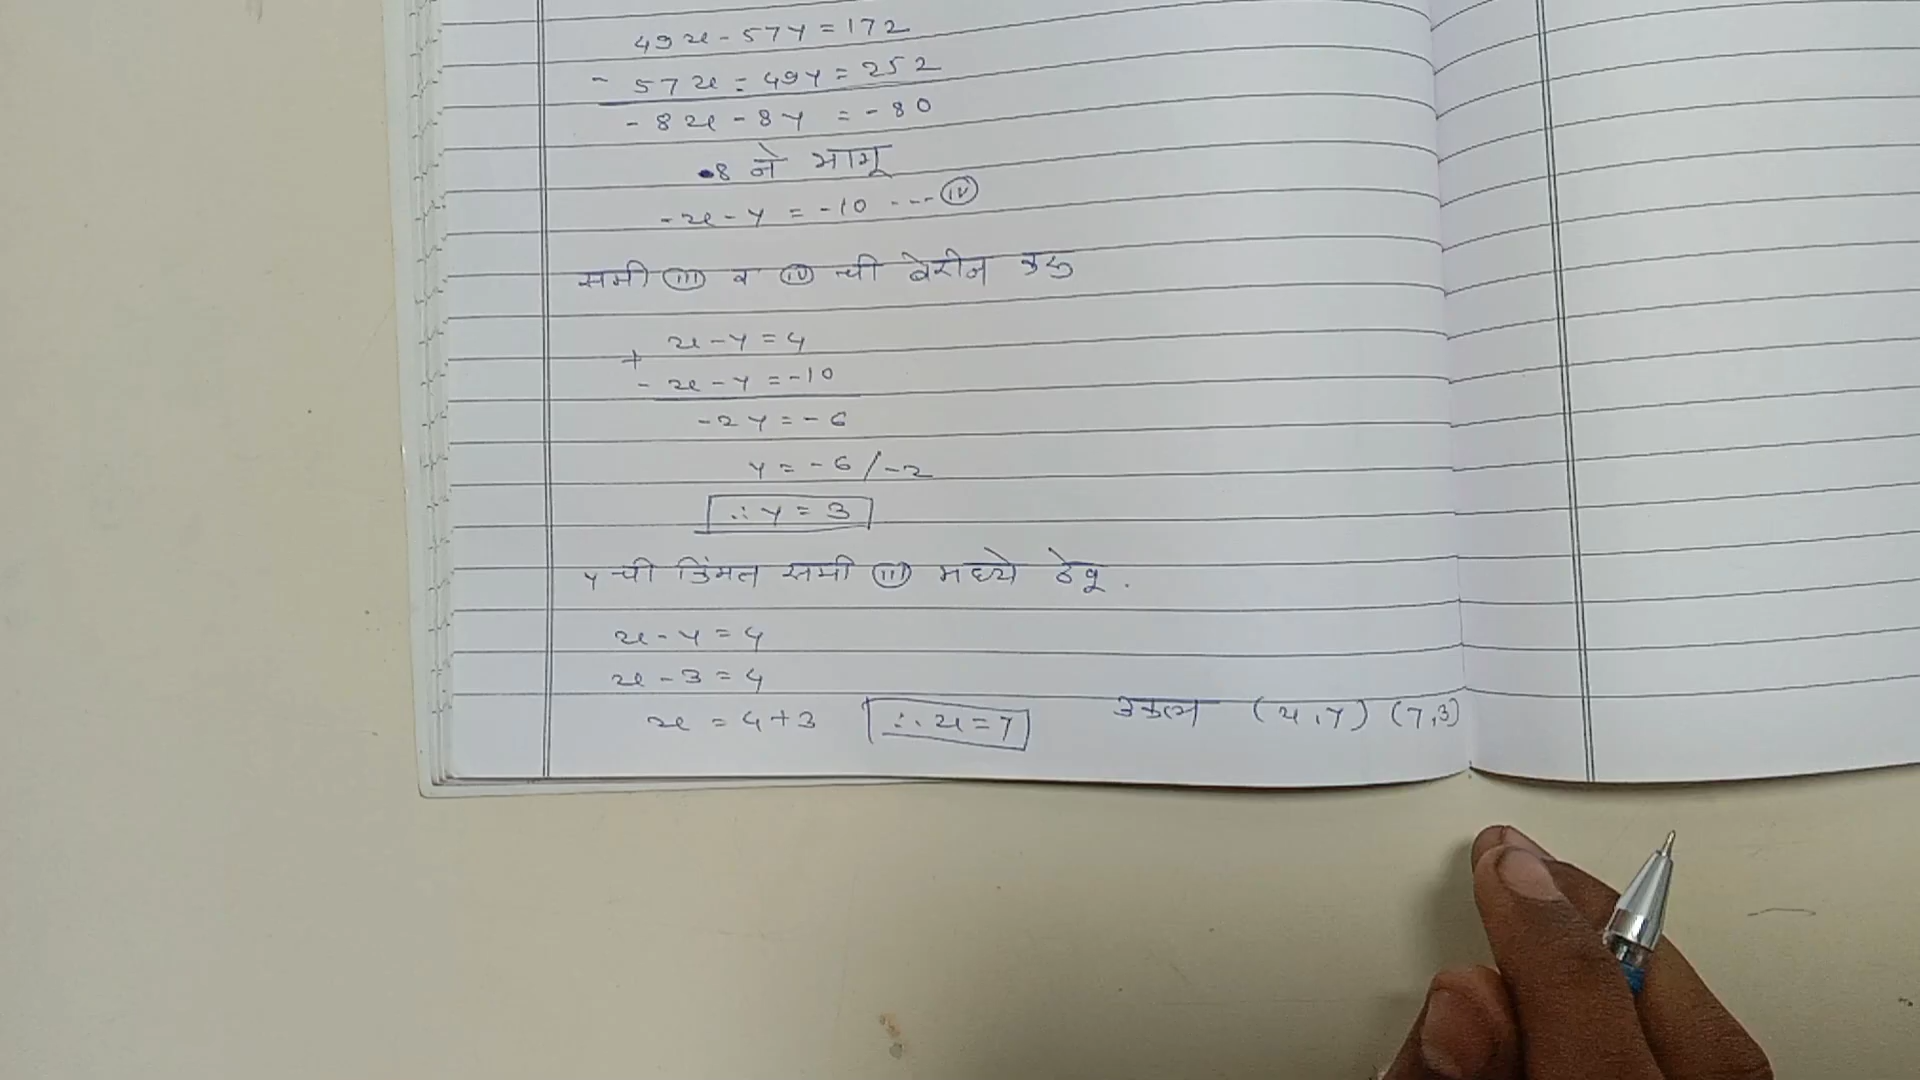 49x - 57y = 172
- 57x - 49y = 252
- 8x - 8y = - 80
8 ने भागू
- x - y = -10 --- (IV)
समी (III) व (IV) ची बेरीज करु
x - y = 4
+
- x - y = -10
-2y = - 6
y = - 6 / -2
∴ y = 3
y ची किंमत समी (III) मध्ये ठेवू.
x - y = 4
x - 3 = 4
x = 4 + 3 ∴ x = 7 उकल (x, y) (7,3)